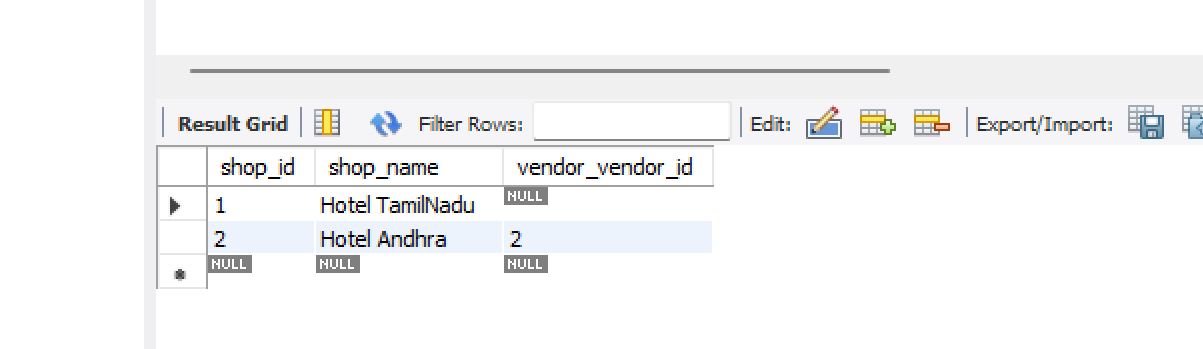 Result Grid Filter Rows: Edit: Export/Import:
shop_id shop_name vendor_vendor_id
1 Hotel TamilNadu NULL
2 Hotel Andhra 2
NULL NULL NULL